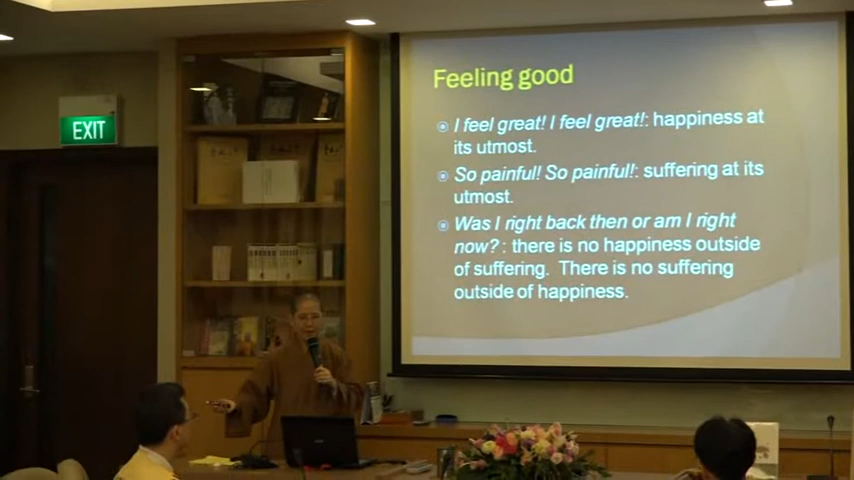 EXIT
Feeling good
I feel great! I feel great!: happiness at
its utmost.
So painful! So painful!: suffering at its
utmost.
Was I right back then or am I right
now? : there is no happiness outside
of suffering. There is no suffering
outside of happiness.